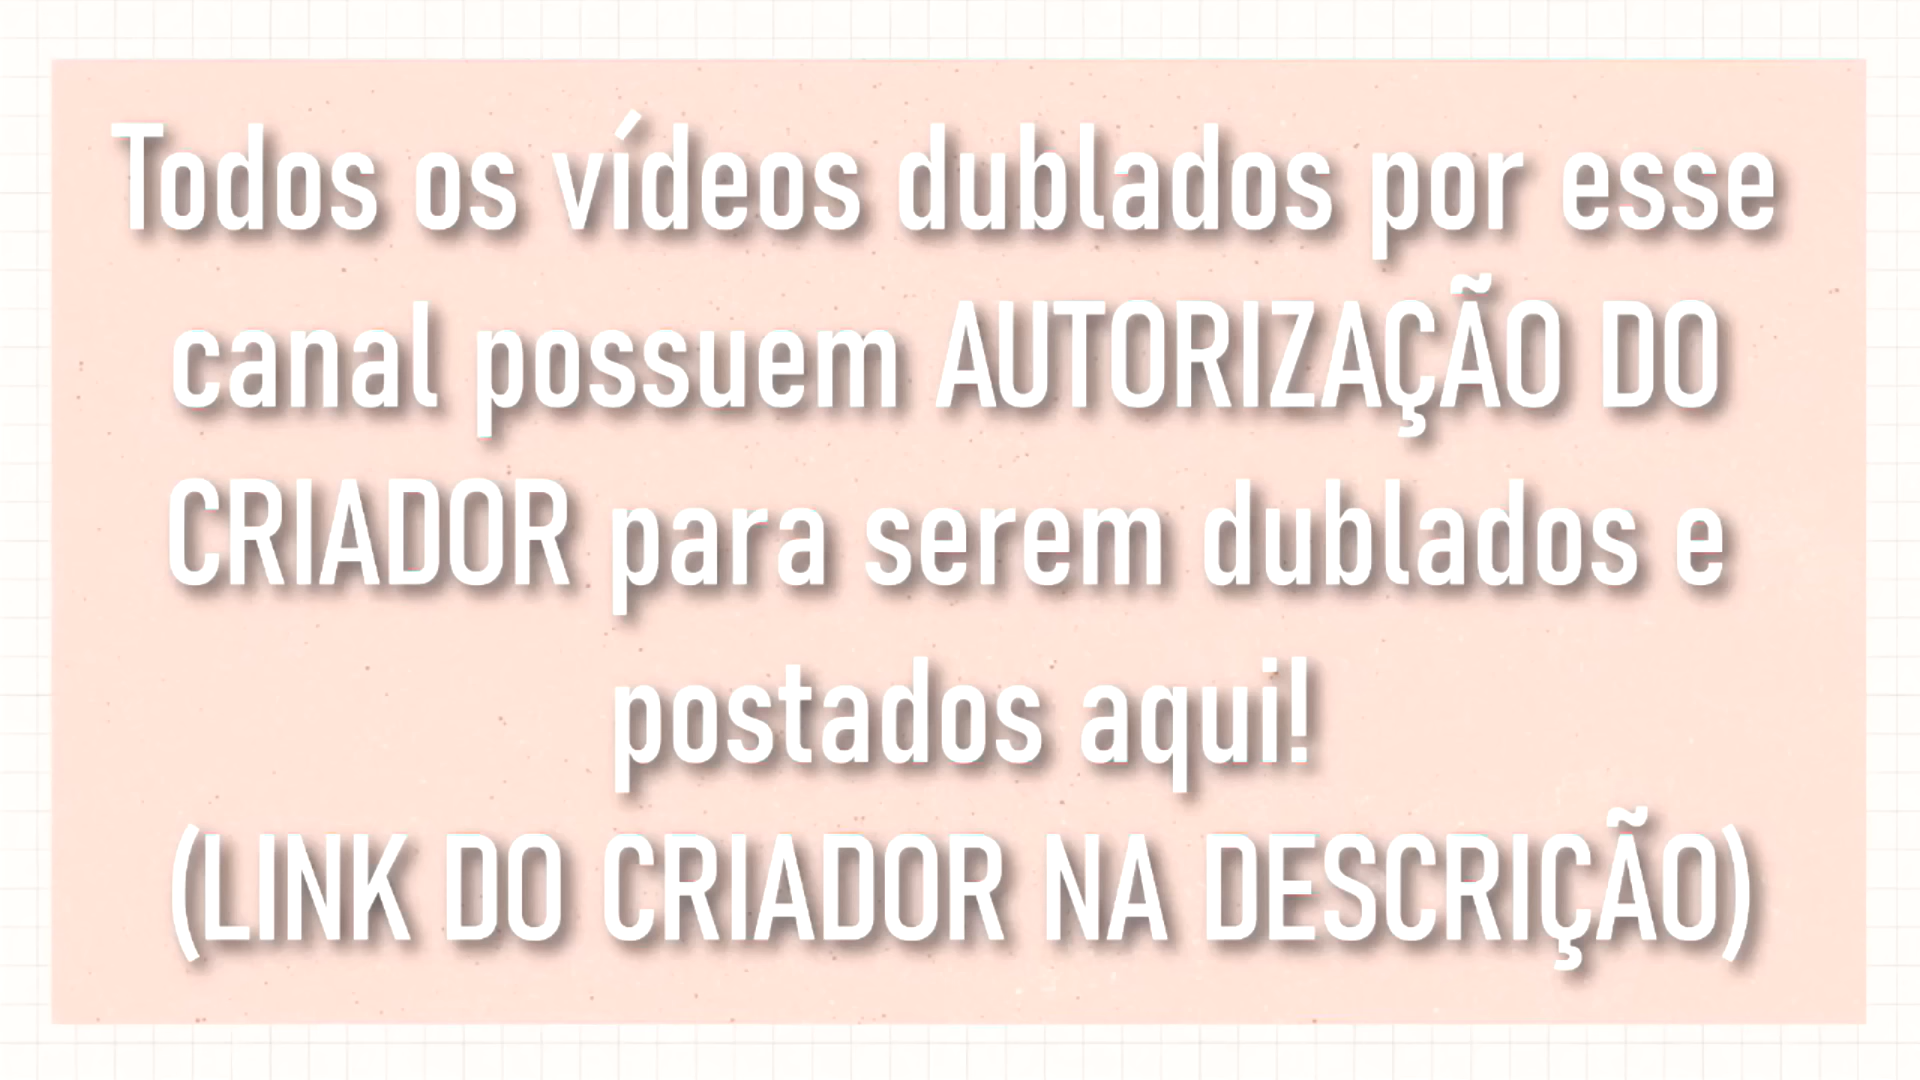 Todos os vídeos dublados por esse
canal possuem AUTORIZAÇÃO DO
CRIADOR para serem dublados e
postados aqui!
(LINK DO CRIADOR NA DESCRIÇÃO)